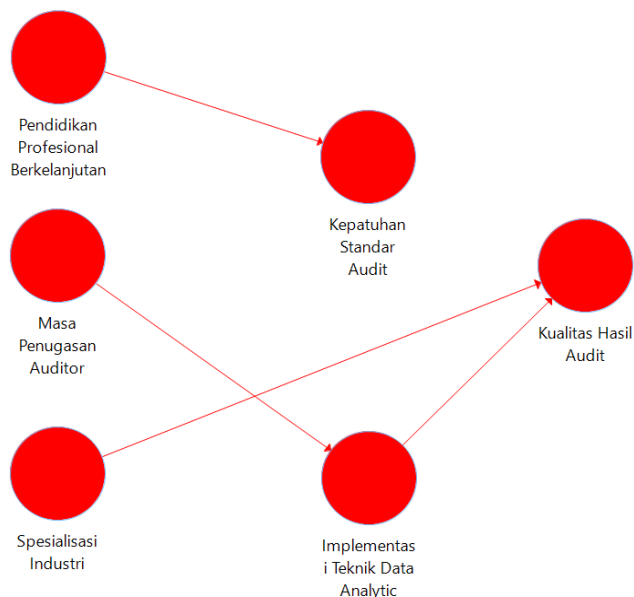 Pendidikan
Profesional
Berkelanjutan
Kepatuhan
Standar
Audit
Masa
Penugasan
Auditor
Kualitas Hasil
Audit
Spesialisasi
Industri
Implementas
i Teknik Data
Analytic